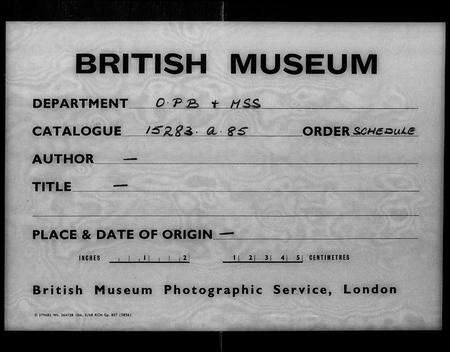 BRITISH MUSEUM
DEPARTMENT OPB + MSS
CATALOGUE 15283.a.85 ORDER SCHEDULE
AUTHOR —
TITLE —
PLACE & DATE OF ORIGIN —
INCHES 1 2 1 2 3 4 5 CENTIMETRES
British Museum Photographic Service, London